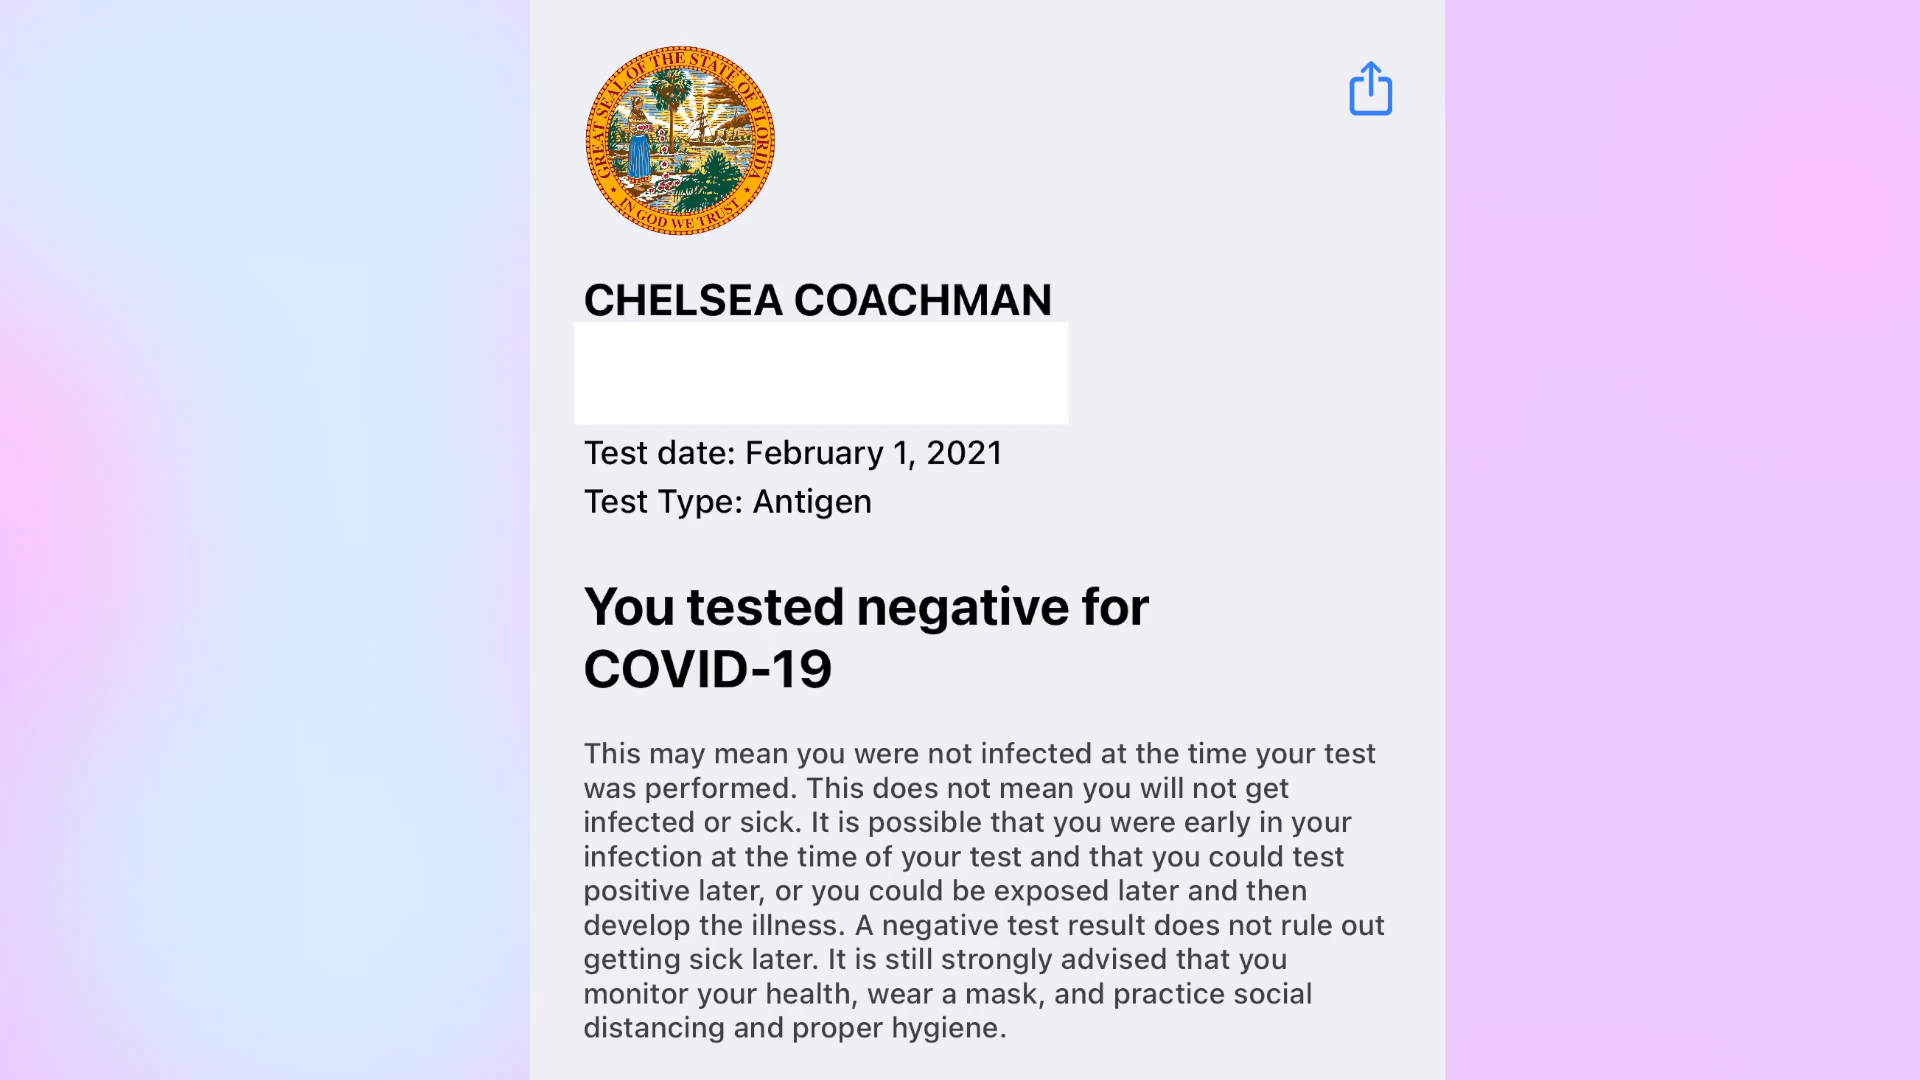 GREAT SEAL OF THE STATE OF FLORIDA
IN GOD WE TRUST
CHELSEA COACHMAN
Test date: February 1, 2021
Test Type: Antigen
You tested negative for
COVID-19
This may mean you were not infected at the time your test
was performed. This does not mean you will not get
infected or sick. It is possible that you were early in your
infection at the time of your test and that you could test
positive later, or you could be exposed later and then
develop the illness. A negative test result does not rule out
getting sick later. It is still strongly advised that you
monitor your health, wear a mask, and practice social
distancing and proper hygiene.